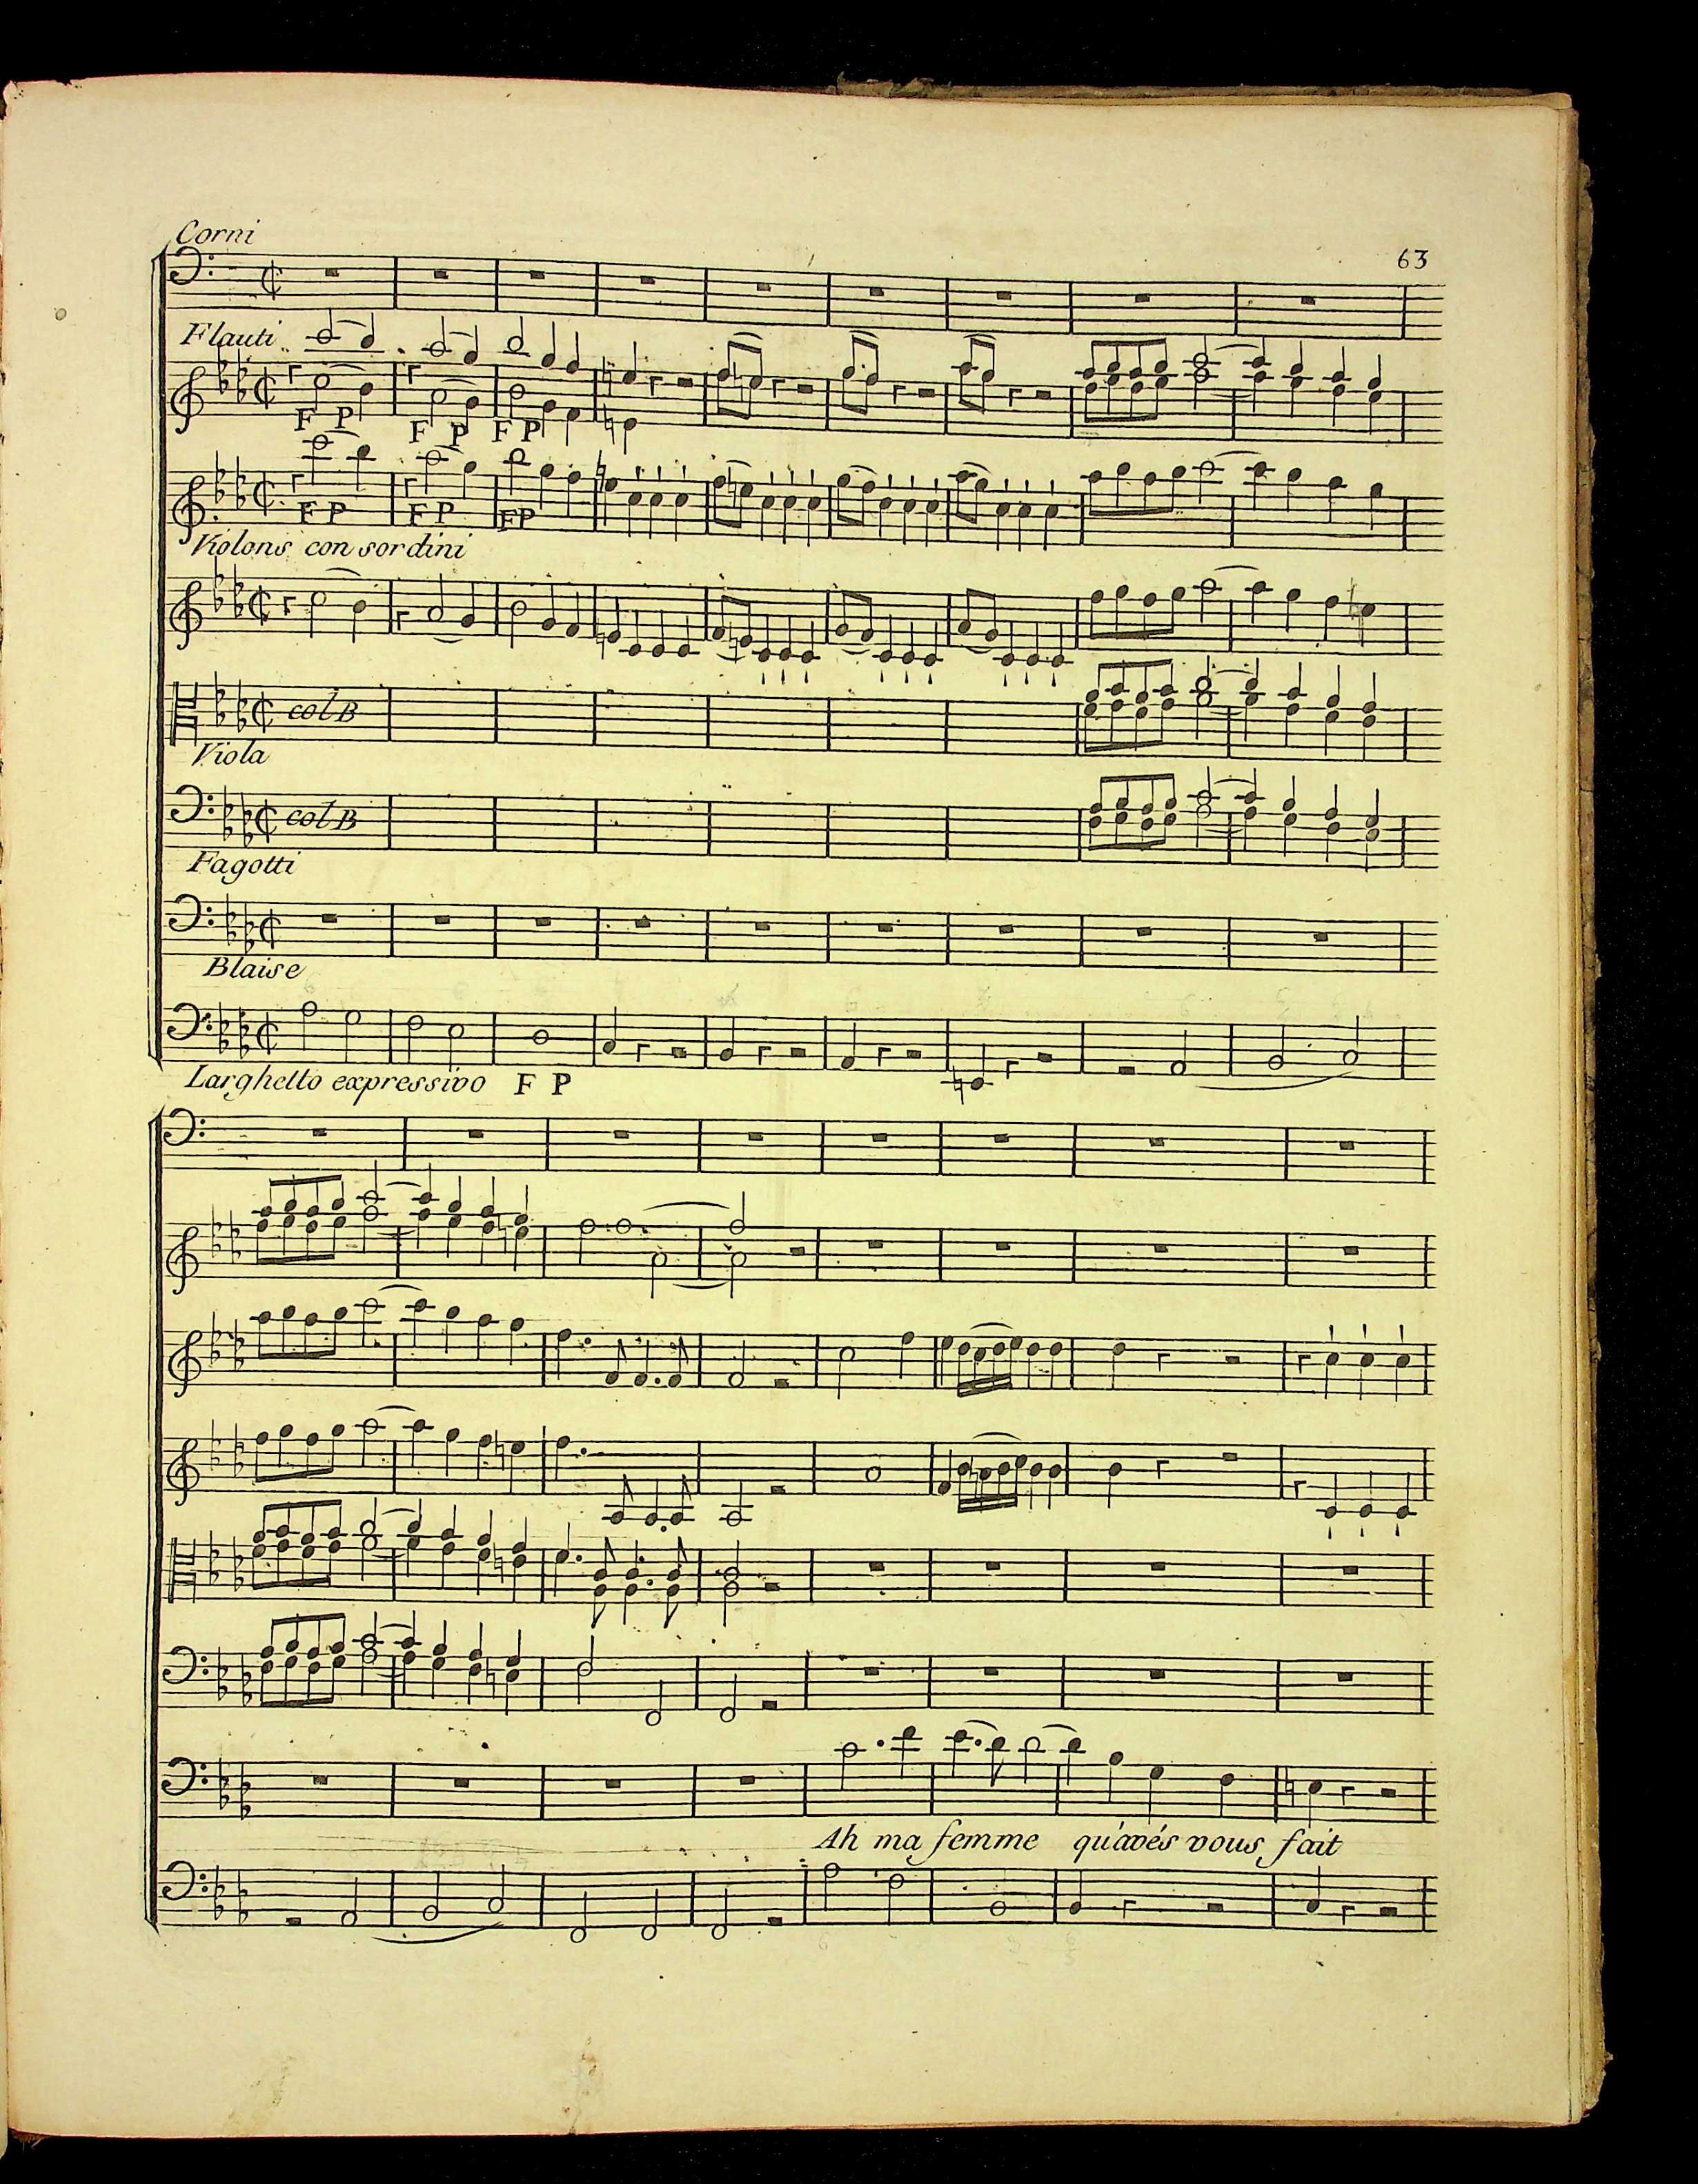 Corni
63
Flauti
F P F P F P
F P F P F P
Violons con sordini
col B
Viola
col B
Fagotti
Blaise
Larghetto expressivo F P
Ah ma femme qu'avés vous fait